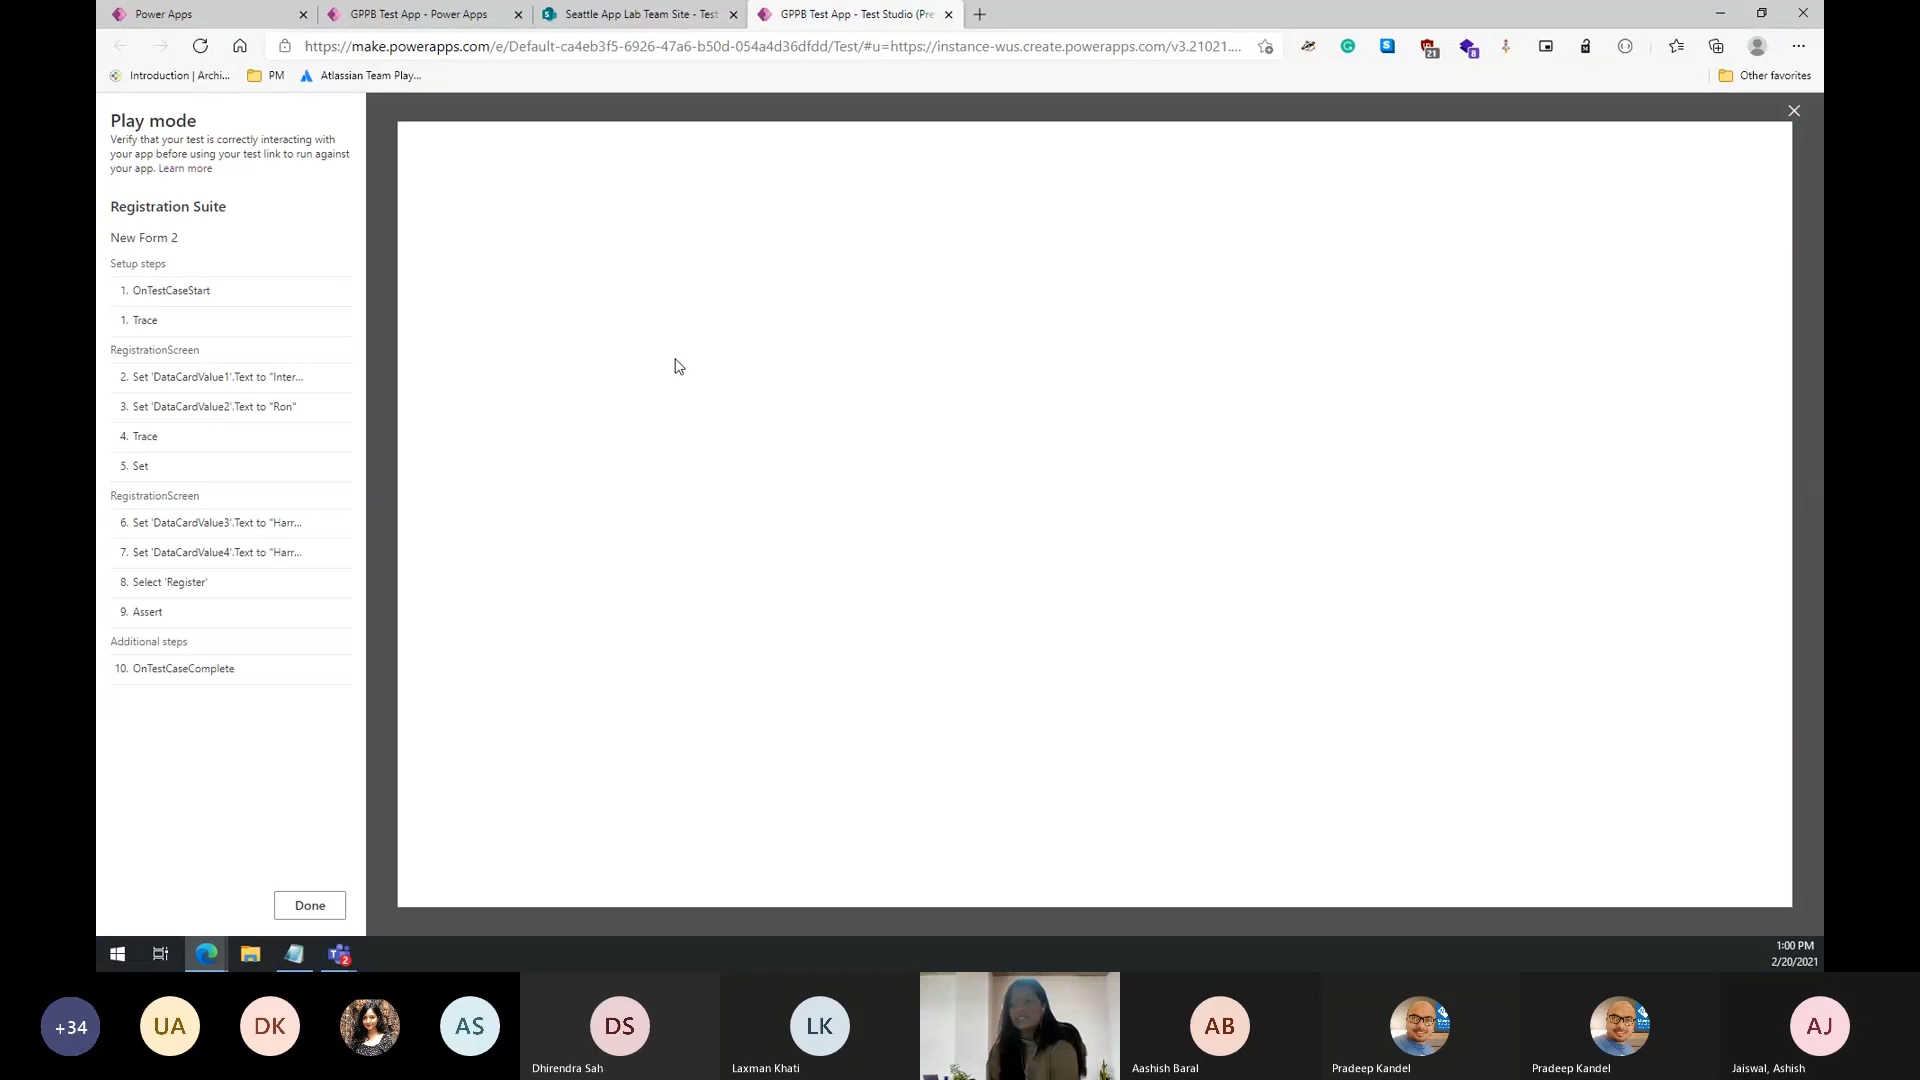 Power Apps
GPPB Test App - Power Apps
Seattle App Lab Team Site - Test
GPPB Test App - Test Studio (Pre
https://make.powerapps.com/e/Default-ca4eb3f5-6926-47a6-b50d-054a4d36dfdd/Test/#u=https://instance-wus.create.powerapps.com/v3.21021....
21
8
Introduction | Archi...
PM
Atlassian Team Play...
Other favorites
Play mode
Verify that your test is correctly interacting with
your app before using your test link to run against
your app. Learn more
Registration Suite
New Form 2
Setup steps
1. OnTestCaseStart
1. Trace
RegistrationScreen
2. Set 'DataCardValue1'.Text to "Inter...
3. Set 'DataCardValue2'.Text to "Ron"
4. Trace
5. Set
RegistrationScreen
6. Set 'DataCardValue3'.Text to "Harr...
7. Set 'DataCardValue4'.Text to "Harr...
8. Select 'Register'
9. Assert
Additional steps
10. OnTestCaseComplete
Done
2
1:00 PM
2/20/2021
+34
UA
DK
AS
DS
Dhirendra Sah
LK
Laxman Khati
AB
Aashish Baral
Pradeep Kandel
Pradeep Kandel
AJ
Jaiswal, Ashish